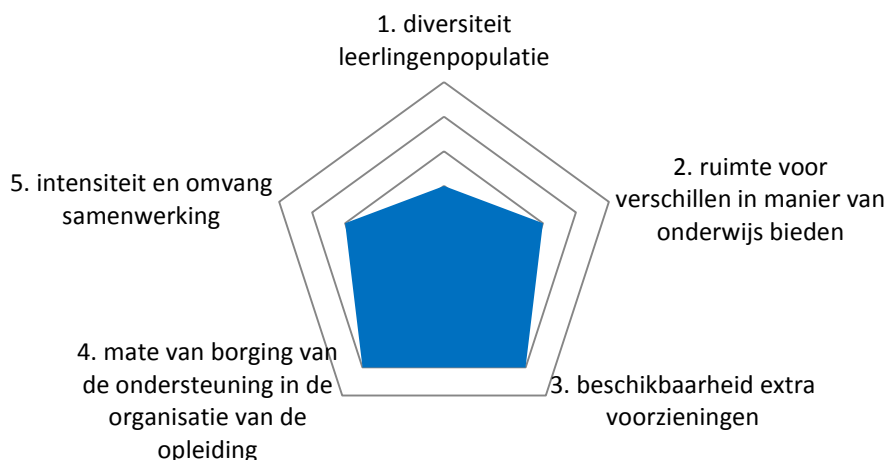 1. diversiteit
leerlingenpopulatie
2. ruimte voor
verschillen in manier van
onderwijs bieden
3. beschikbaarheid extra
voorzieningen
4. mate van borging van
de ondersteuning in de
organisatie van de
opleiding
5. intensiteit en omvang
samenwerking